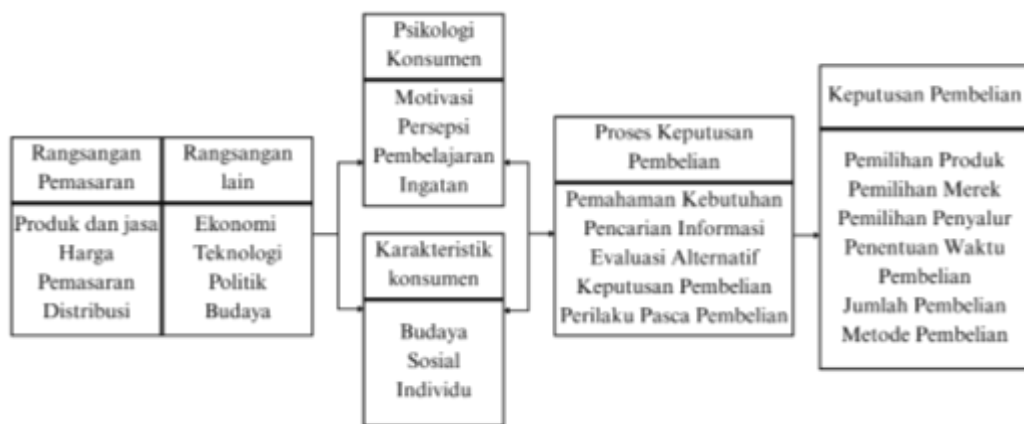 Rangsangan
Pemasaran
Produk dan jasa
Harga
Pemasaran
Distribusi
Rangsangan
lain
Ekonomi
Teknologi
Politik
Budaya
Psikologi
Konsumen
Motivasi
Persepsi
Pembelajaran
Ingatan
Karakteristik
konsumen
Budaya
Sosial
Individu
Proses Keputusan
Pembelian
Pemahaman Kebutuhan
Pencarian Informasi
Evaluasi Alternatif
Keputusan Pembelian
Perilaku Pasca Pembelian
Keputusan Pembelian
Pemilihan Produk
Pemilihan Merek
Pemilihan Penyalur
Penentuan Waktu
Pembelian
Jumlah Pembelian
Metode Pembelian